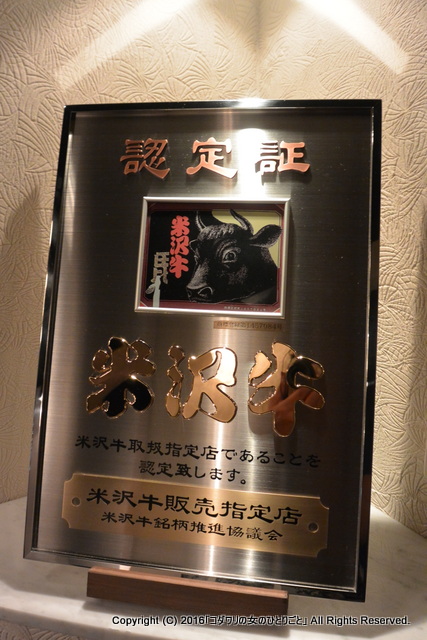 認定証
米沢牛
米沢牛
米沢牛取扱指定店であることを
認定致します。
米沢牛販売指定店
米沢牛銘柄推進協議会
Copyright (C) 2016「コダワリの女のひとりごと」 All Rights Reserved.